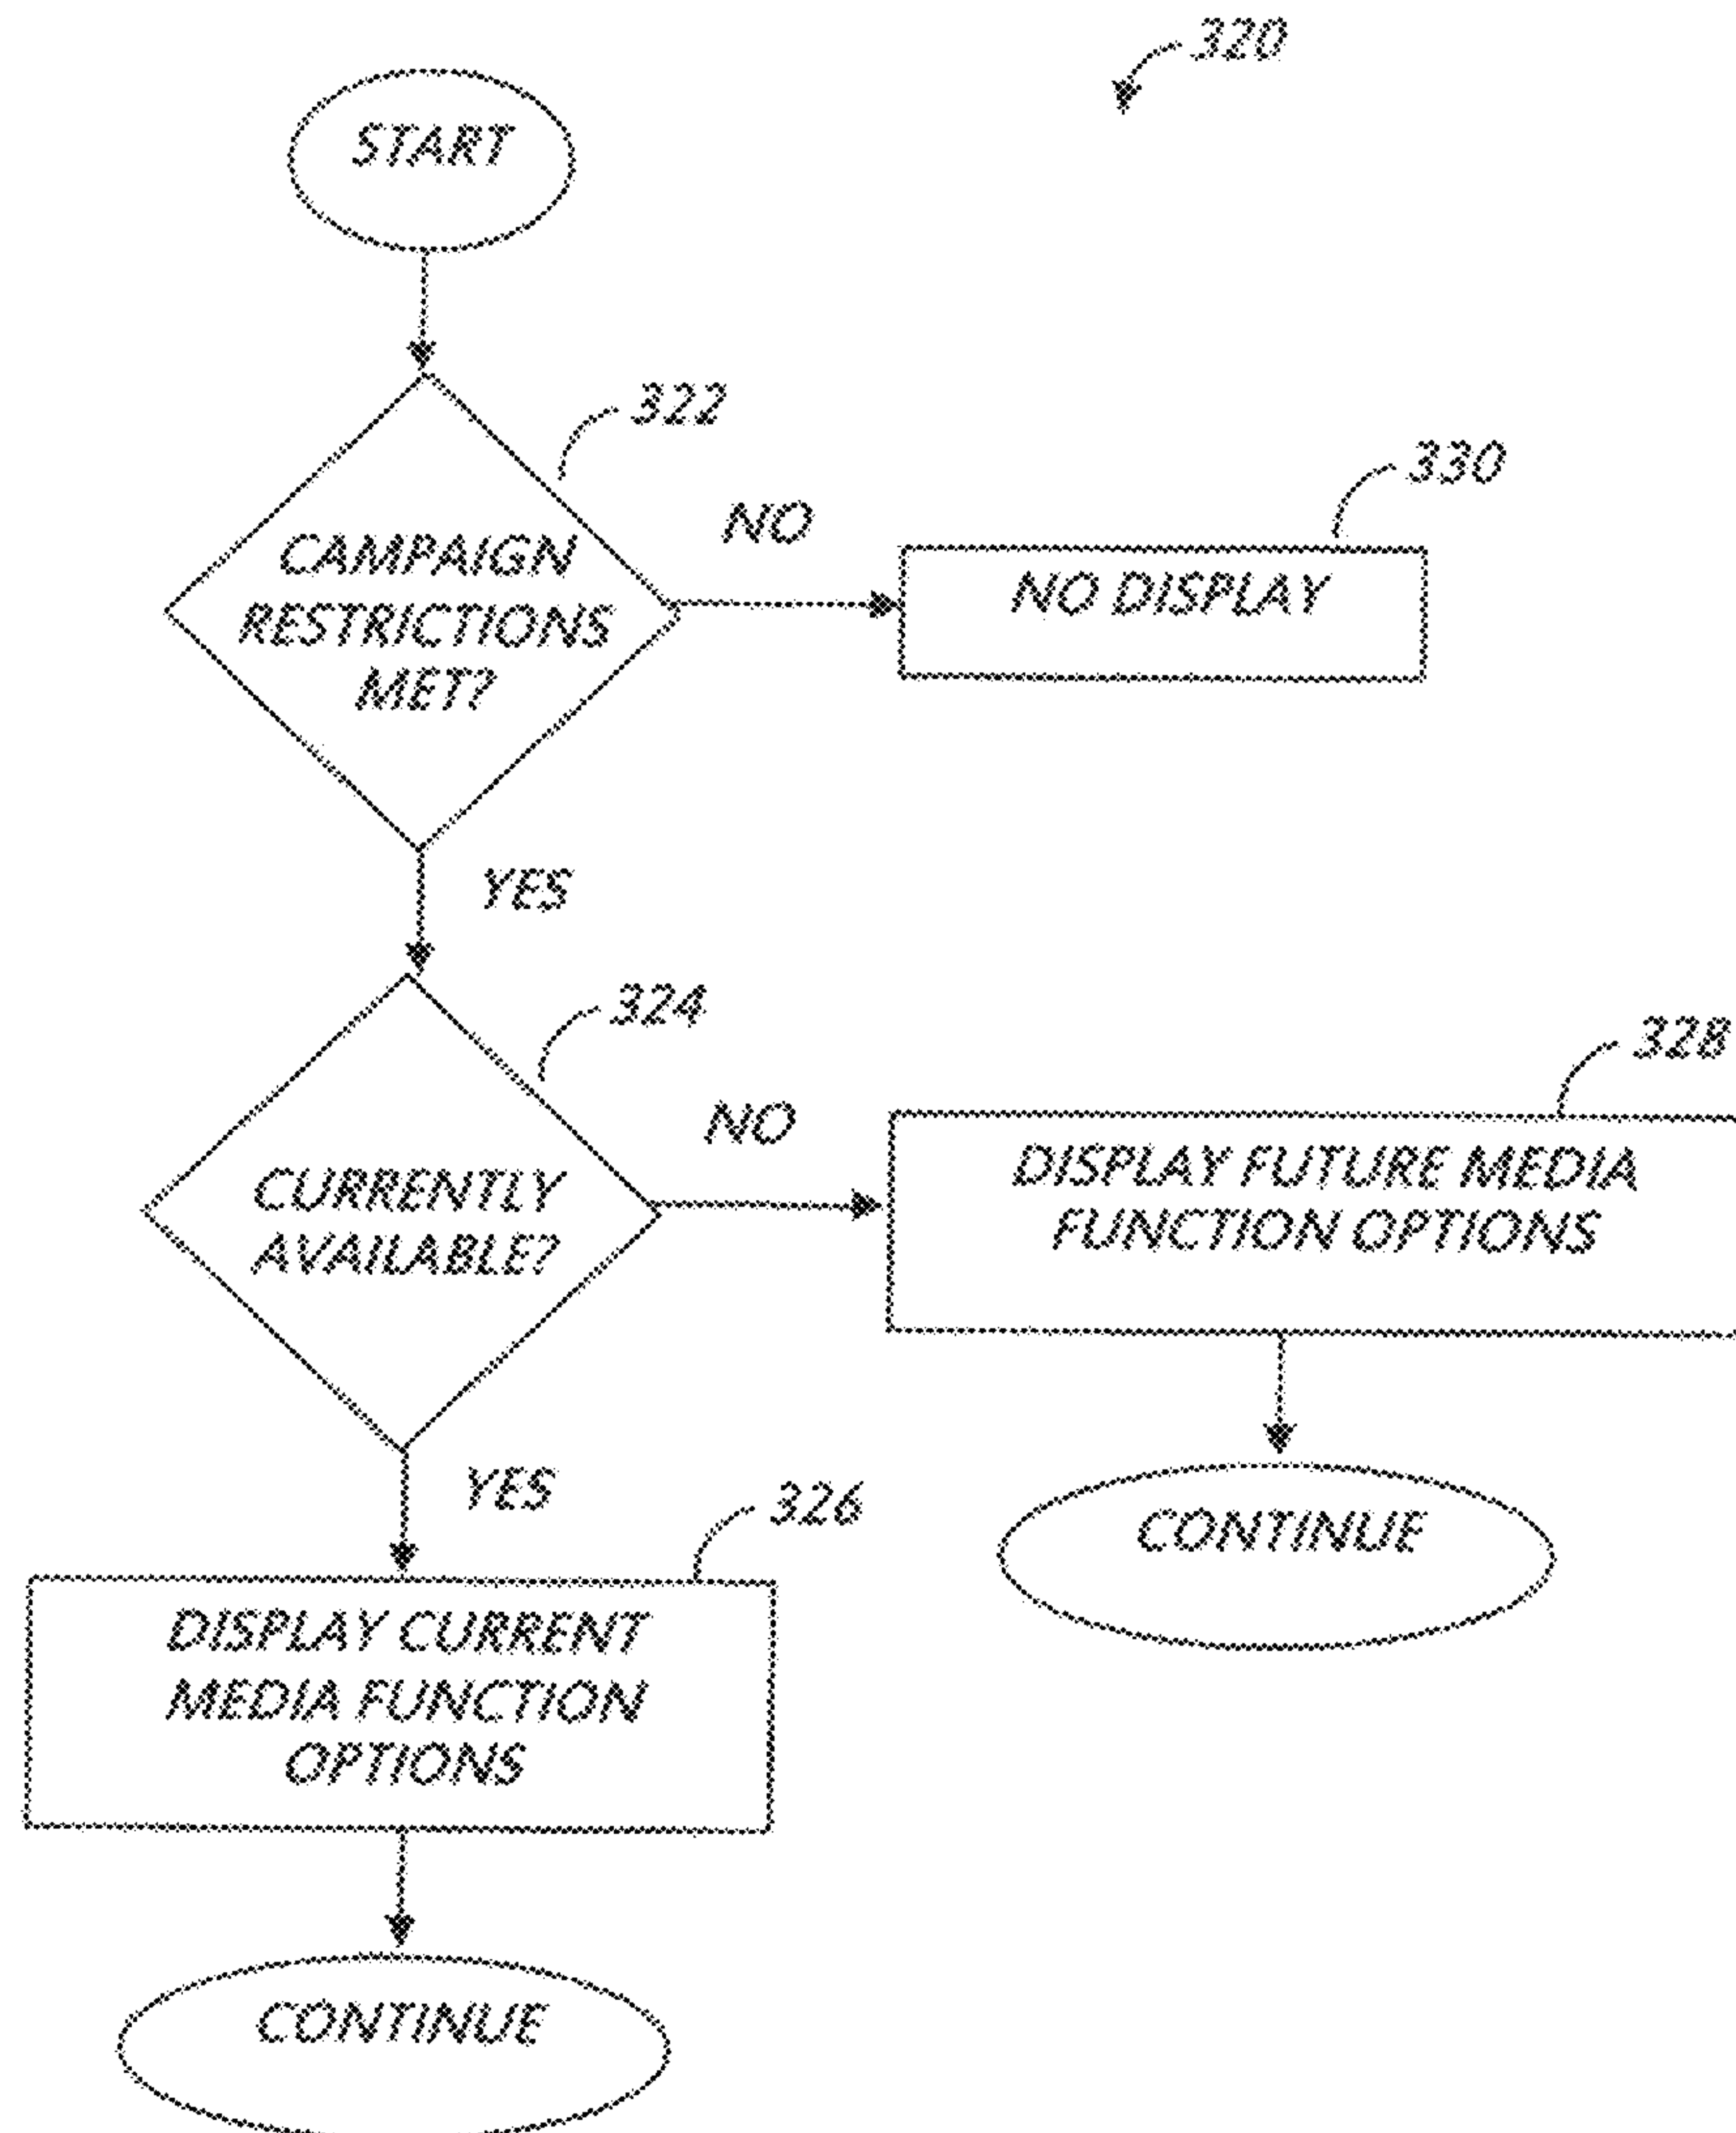 320
START
322
CAMPAIGN
RESTRICTIONS
MET?
NO
330
NO DISPLAY
YES
324
CURRENTLY
AVAILABLE?
NO
328
DISPLAY FUTURE MEDIA
FUNCTION OPTIONS
CONTINUE
YES
326
DISPLAY CURRENT
MEDIA FUNCTION
OPTIONS
CONTINUE